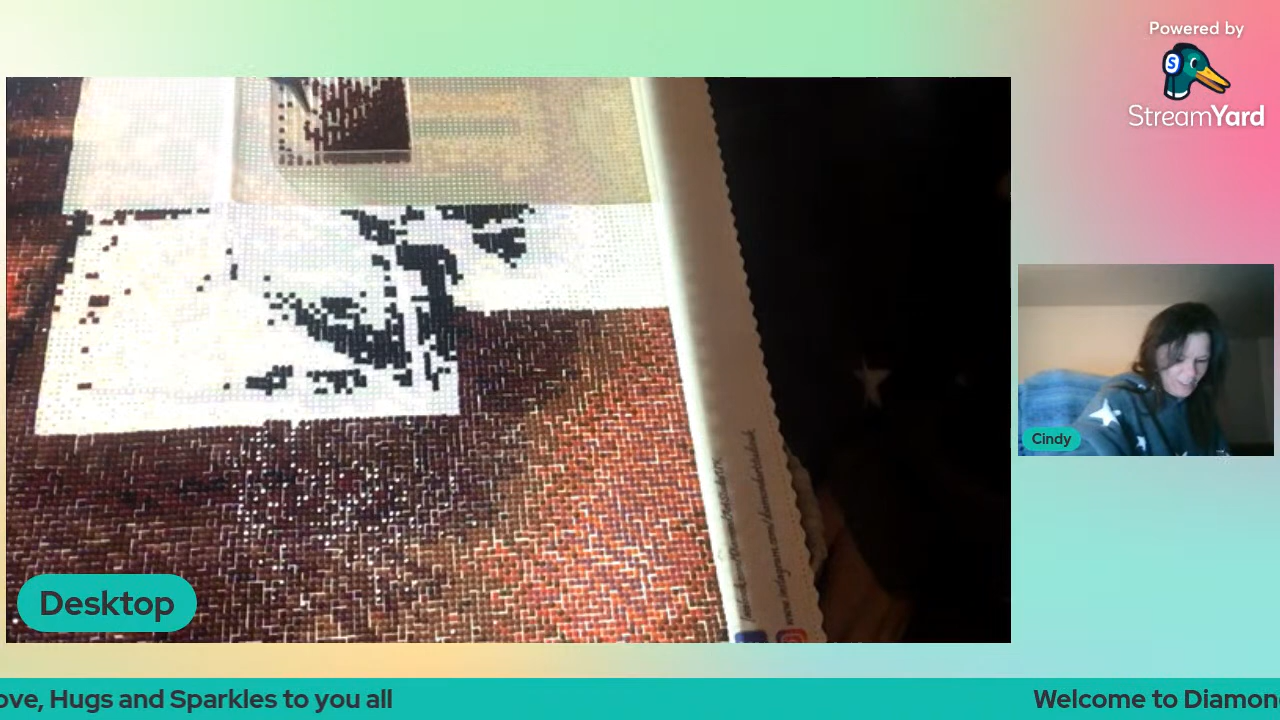 Powered by
StreamYard
Cindy
Desktop
ove, Hugs and Sparkles to you all
Welcome to Diamon